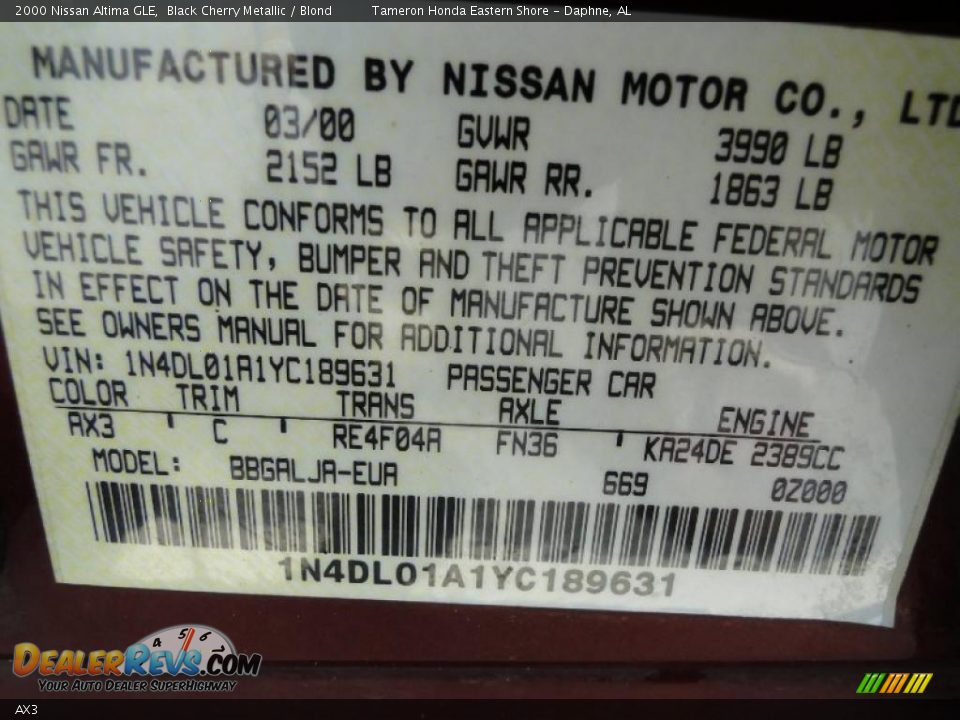 2000 Nissan Altima GLE, Black Cherry Metallic / Blond Tameron Honda Eastern Shore - Daphne, AL
MANUFACTURED BY NISSAN MOTOR CO., LTD
DATE 03/00 GVWR 3990 LB
GAWR FR. 2152 LB GAWR RR. 1863 LB
THIS VEHICLE CONFORMS TO ALL APPLICABLE FEDERAL MOTOR
VEHICLE SAFETY, BUMPER AND THEFT PREVENTION STANDARDS
IN EFFECT ON THE DATE OF MANUFACTURE SHOWN ABOVE.
SEE OWNERS MANUAL FOR ADDITIONAL INFORMATION.
VIN: 1N4DL01A1YC189631 PASSENGER CAR
COLOR TRIM TRANS AXLE ENGINE
AX3 C RE4F04A FN36 KA24DE 2389CC
MODEL: BBGALJA-EUA 669 0Z000
1N4DL01A1YC189631
4 5 6 7
DEALERREVS.COM
YOUR AUTO DEALER SUPERHIGHWAY
AX3